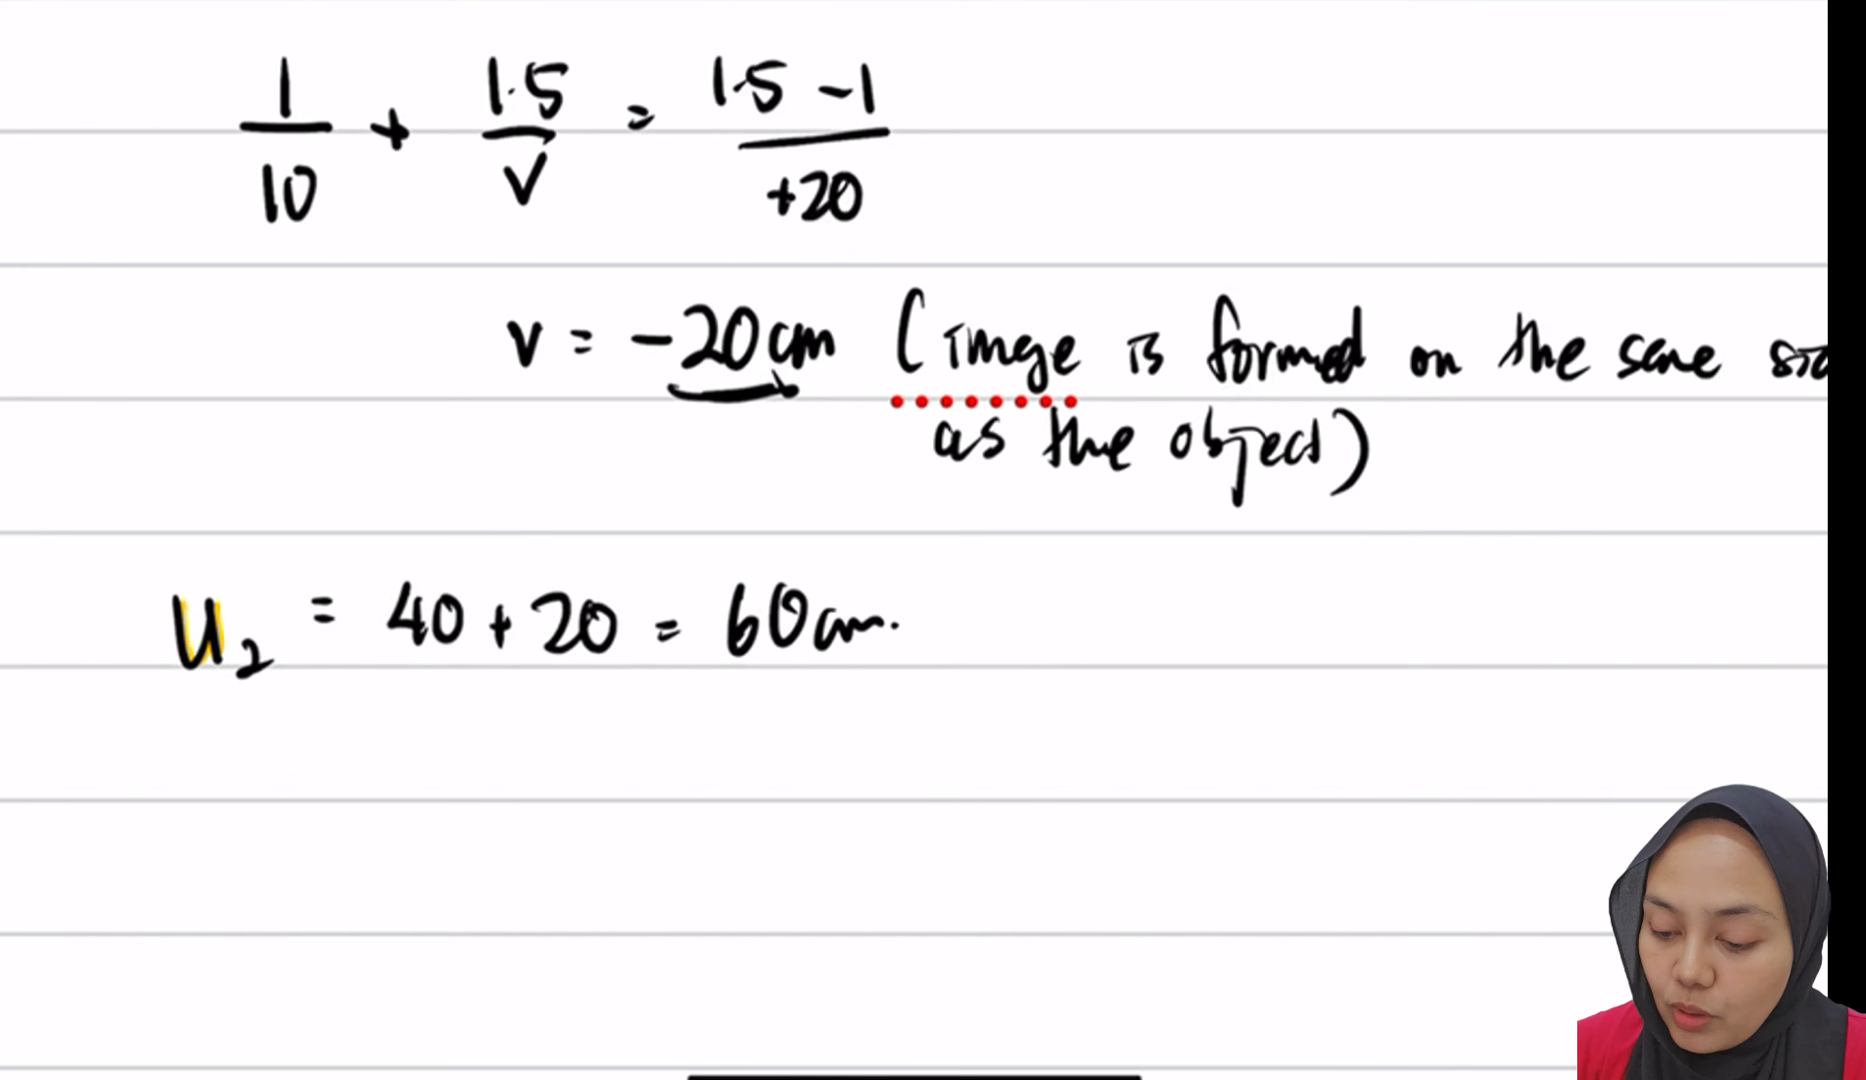 1/10 + 1.5/v = 1.5 - 1/+20
v = -20cm (image is formed on the same
as the object)
u₂ = 40 + 20 = 60cm.